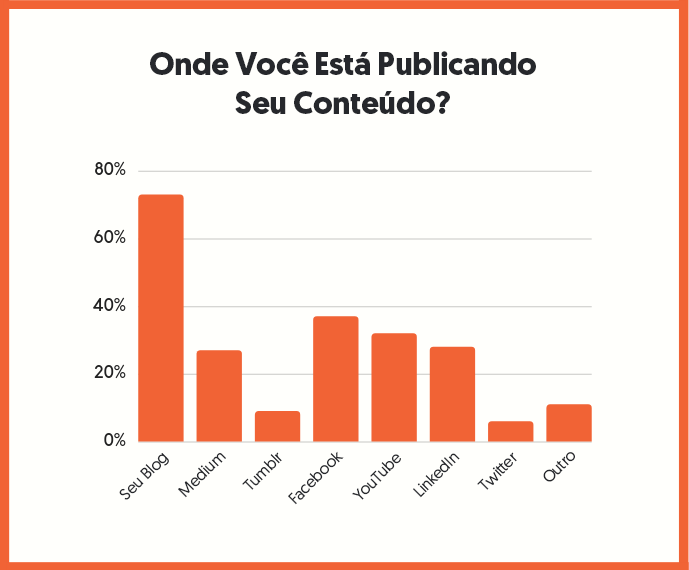 Onde Você Está Publicando
Seu Conteúdo?
80%
60%
40%
20%
0%
Seu Blog
Medium
Tumblr
Facebook
YouTube
LinkedIn
Twitter
Outro